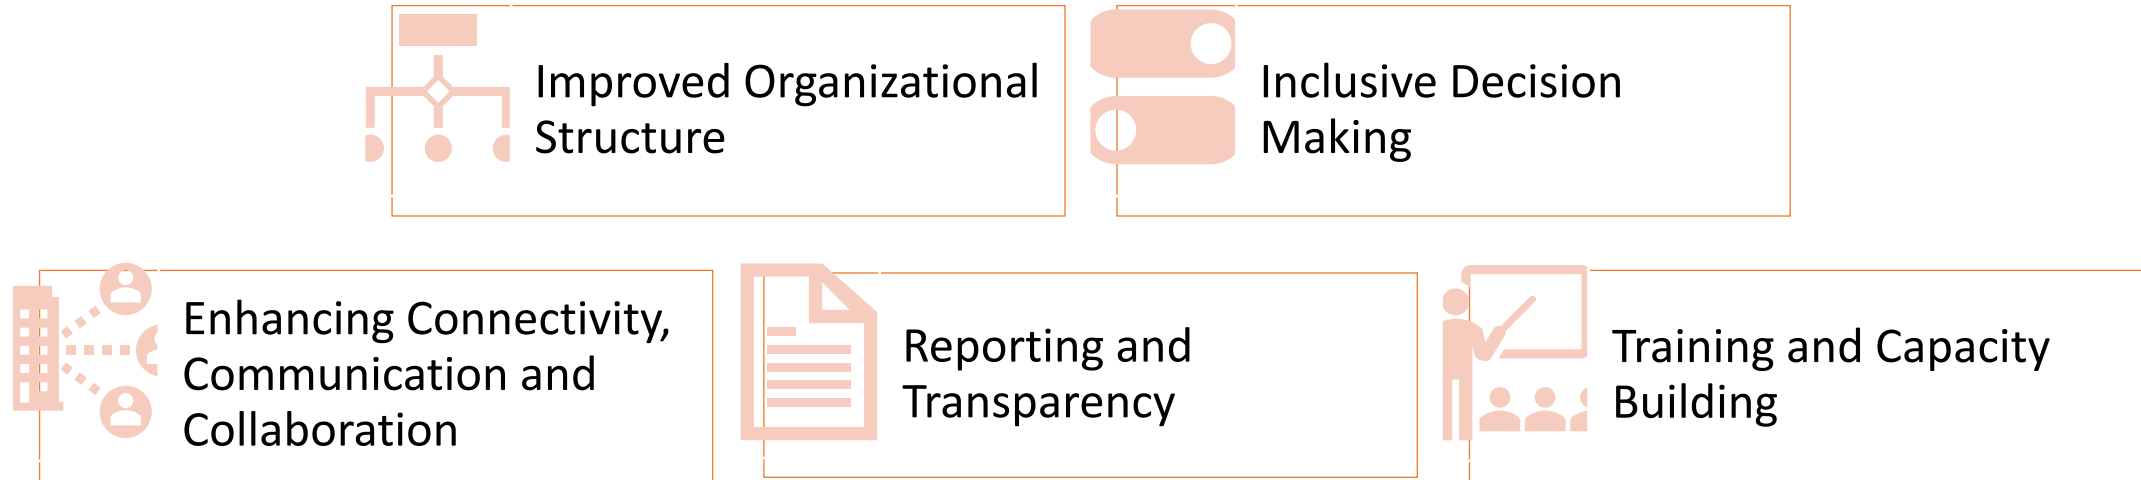 Improved Organizational
Structure
Inclusive Decision
Making
Enhancing Connectivity,
Communication and
Collaboration
Reporting and
Transparency
Training and Capacity
Building